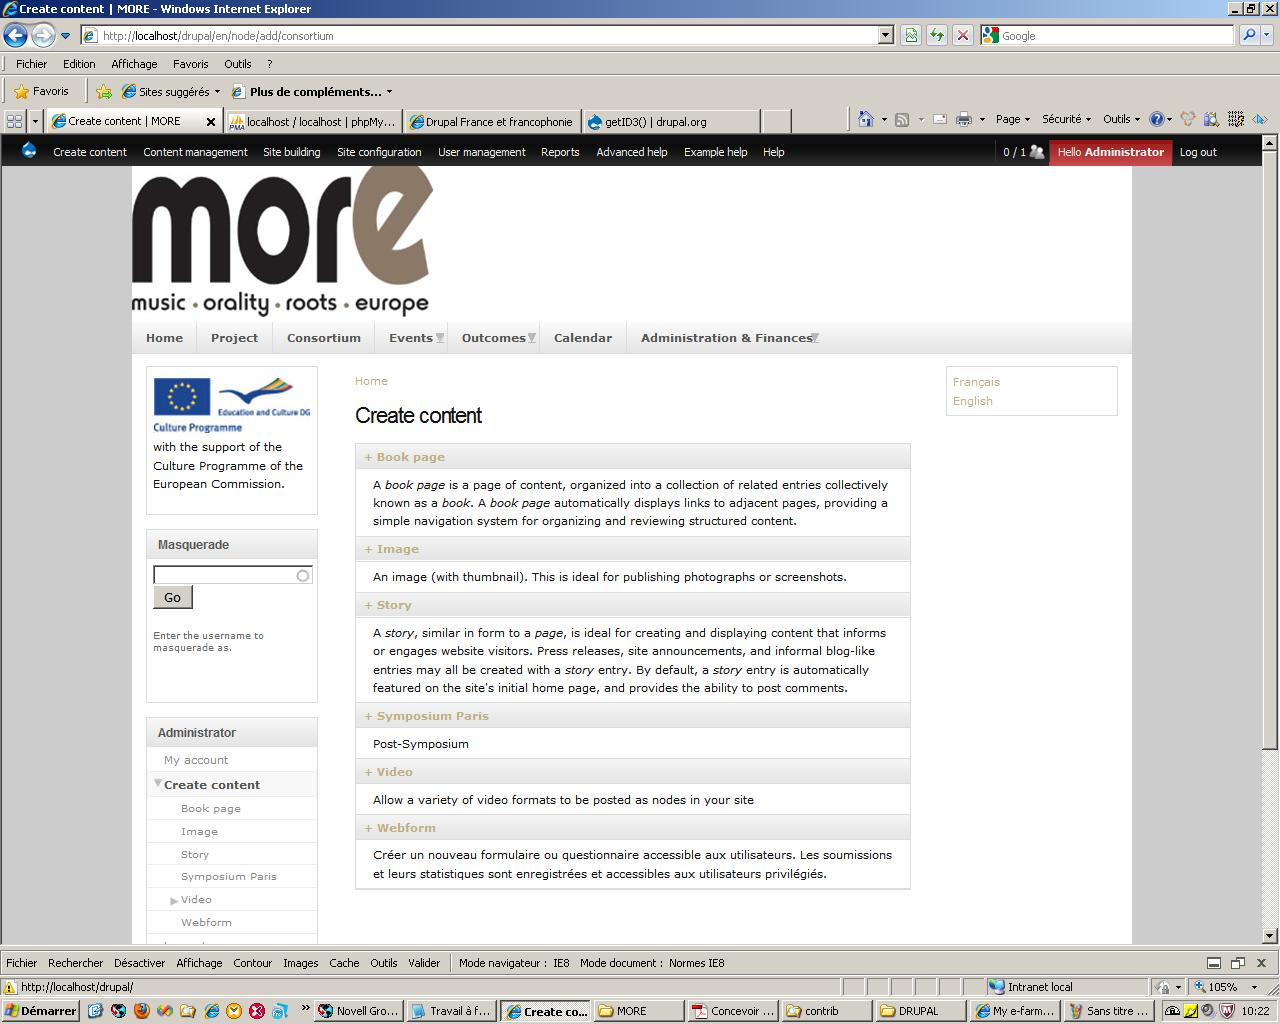 Create content | MORE - Windows Internet Explorer
http://localhost/drupal/en/node/add/consortium
Google
Fichier Edition Affichage Favoris Outils ?
Favoris Sites suggérés Plus de compléments...
Create content | MORE localhost / localhost | phpMy... Drupal France et francophonie getID3() | drupal.org Page Sécurité Outils
Create content Content management Site building Site configuration User management Reports Advanced help Example help Help 0 / 1 Hello Administrator Log out
more
music • orality • roots • europe
Home Project Consortium Events Outcomes Calendar Administration & Finances
Education and Culture DG
Culture Programme
with the support of the
Culture Programme of the
European Commission.
Masquerade
Go
Enter the username to
masquerade as.
Administrator
My account
Create content
Book page
Image
Story
Symposium Paris
Video
Webform
Home
Create content
+ Book page
A book page is a page of content, organized into a collection of related entries collectively
known as a book. A book page automatically displays links to adjacent pages, providing a
simple navigation system for organizing and reviewing structured content.
+ Image
An image (with thumbnail). This is ideal for publishing photographs or screenshots.
+ Story
A story, similar in form to a page, is ideal for creating and displaying content that informs
or engages website visitors. Press releases, site announcements, and informal blog-like
entries may all be created with a story entry. By default, a story entry is automatically
featured on the site's initial home page, and provides the ability to post comments.
+ Symposium Paris
Post-Symposium
+ Video
Allow a variety of video formats to be posted as nodes in your site
+ Webform
Créer un nouveau formulaire ou questionnaire accessible aux utilisateurs. Les soumissions
et leurs statistiques sont enregistrées et accessibles aux utilisateurs privilégiés.
Français
English
Fichier Rechercher Désactiver Affichage Contour Images Cache Outils Valider Mode navigateur : IE8 Mode document : Normes IE8
http://localhost/drupal/ Intranet local 105%
Démarrer Novell Gro... Travail à f... Create co... MORE Concevoir ... contrib DRUPAL My e-farm... Sans titre ... 10:22